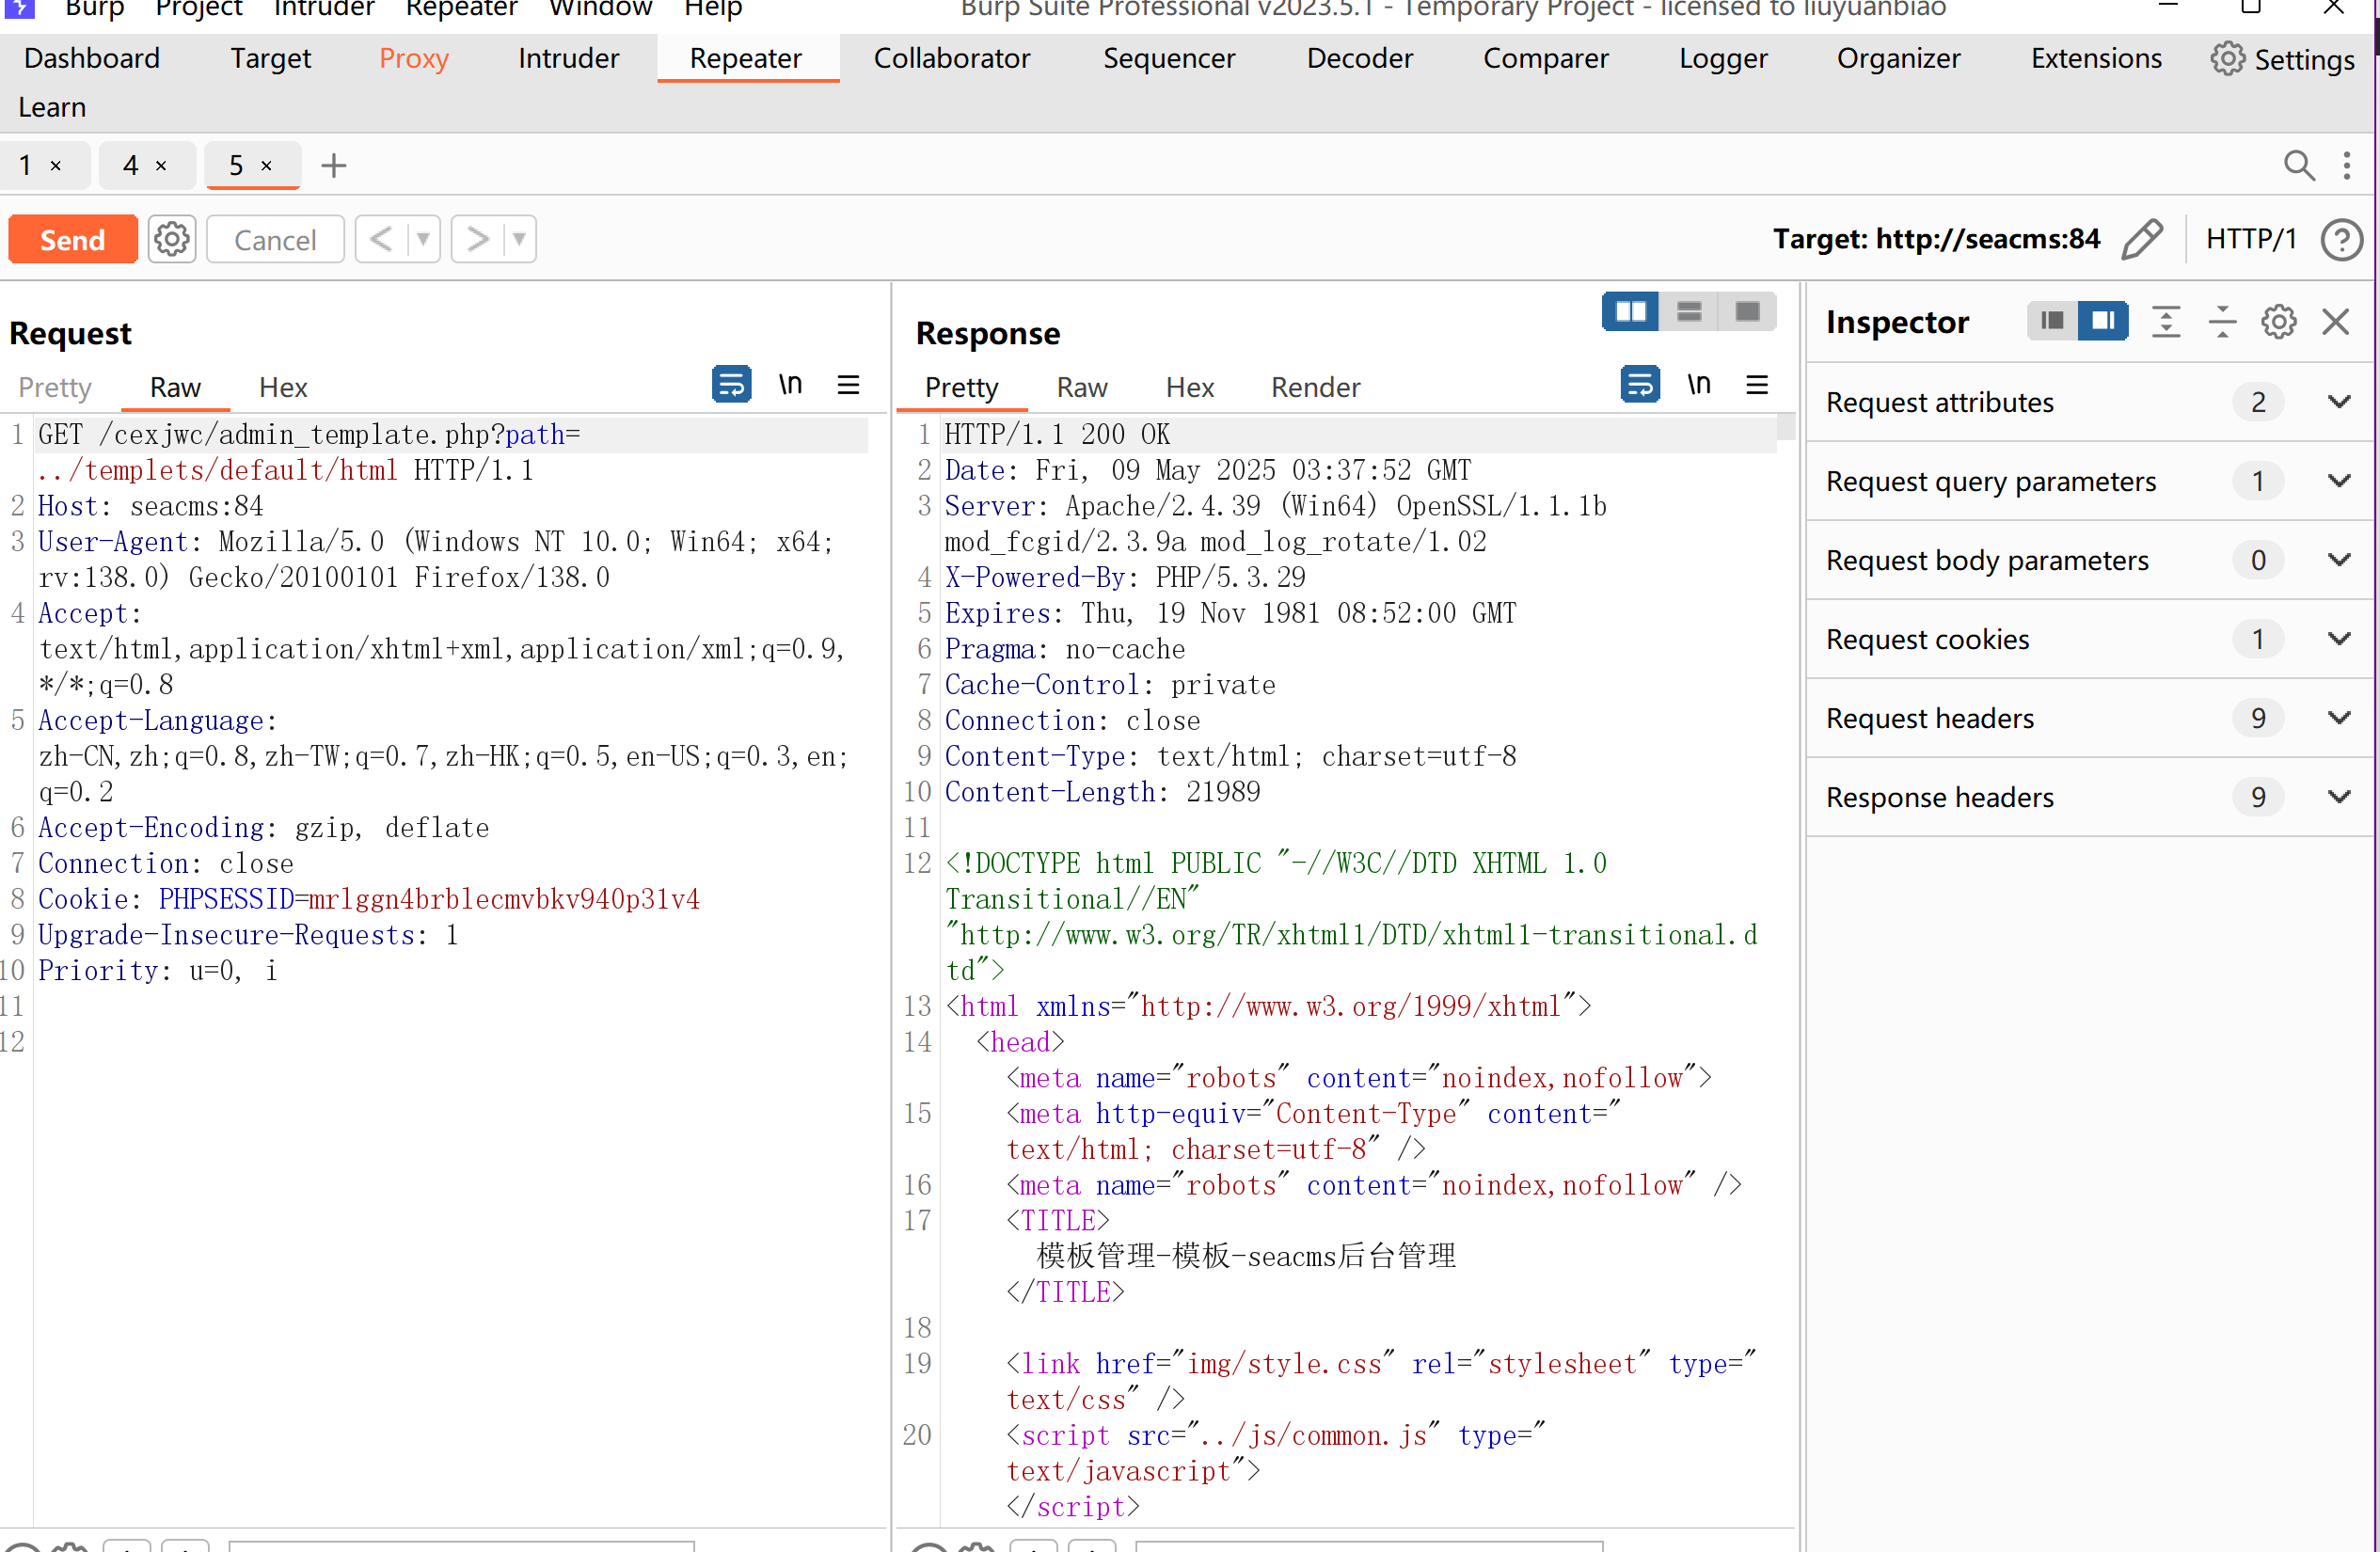 Burp Project Intruder Repeater Window Help Burp Suite Professional v2023.5.1 - Temporary Project - licensed to liuyuanbiao
Dashboard Target Proxy Intruder Repeater Collaborator Sequencer Decoder Comparer Logger Organizer Extensions Settings
Learn
1 × 4 × 5 × +
Send Cancel < > Target: http://seacms:84 HTTP/1 ?
Request
Pretty Raw Hex \n
1 GET /cexjwc/admin_template.php?path=
../templets/default/html HTTP/1.1
2 Host: seacms:84
3 User-Agent: Mozilla/5.0 (Windows NT 10.0; Win64; x64;
rv:138.0) Gecko/20100101 Firefox/138.0
4 Accept:
text/html,application/xhtml+xml,application/xml;q=0.9,
*/*;q=0.8
5 Accept-Language:
zh-CN,zh;q=0.8,zh-TW;q=0.7,zh-HK;q=0.5,en-US;q=0.3,en;
q=0.2
6 Accept-Encoding: gzip, deflate
7 Connection: close
8 Cookie: PHPSESSID=mrlggn4brblecmvbkv940p31v4
9 Upgrade-Insecure-Requests: 1
10 Priority: u=0, i
11
12
Response
Pretty Raw Hex Render \n
1 HTTP/1.1 200 OK
2 Date: Fri, 09 May 2025 03:37:52 GMT
3 Server: Apache/2.4.39 (Win64) OpenSSL/1.1.1b
mod_fcgid/2.3.9a mod_log_rotate/1.02
4 X-Powered-By: PHP/5.3.29
5 Expires: Thu, 19 Nov 1981 08:52:00 GMT
6 Pragma: no-cache
7 Cache-Control: private
8 Connection: close
9 Content-Type: text/html; charset=utf-8
10 Content-Length: 21989
11
12 <!DOCTYPE html PUBLIC "-//W3C//DTD XHTML 1.0
Transitional//EN"
"http://www.w3.org/TR/xhtml1/DTD/xhtml1-transitional.d
td">
13 <html xmlns="http://www.w3.org/1999/xhtml">
14 <head>
<meta name="robots" content="noindex,nofollow">
15 <meta http-equiv="Content-Type" content="
text/html; charset=utf-8" />
16 <meta name="robots" content="noindex,nofollow" />
17 <TITLE>
模板管理-模板-seacms后台管理
</TITLE>
18
19 <link href="img/style.css" rel="stylesheet" type="
text/css" />
20 <script src="../js/common.js" type="
text/javascript">
</script>
Inspector
Request attributes 2
Request query parameters 1
Request body parameters 0
Request cookies 1
Request headers 9
Response headers 9